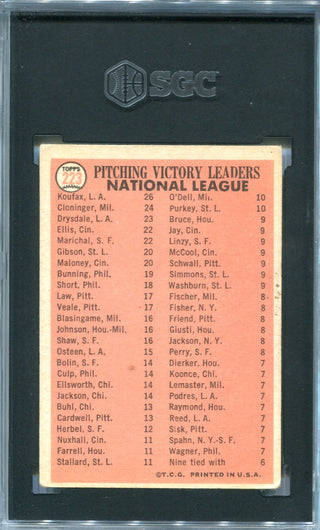 SGC
TOPPS
223
PITCHING VICTORY LEADERS
NATIONAL LEAGUE
Koufax, L. A. 26
Cloninger, Mil. 24
Drysdale, L. A. 23
Ellis, Cin. 22
Marichal, S. F. 22
Gibson, St. L. 20
Maloney, Cin. 20
Bunning, Phil. 19
Short, Phil. 18
Law, Pitt. 17
Veale, Pitt. 17
Blasingame, Mil. 16
Johnson, Hou.-Mil. 16
Shaw, S. F. 16
Osteen, L. A. 15
Bolin, S. F. 14
Culp, Phil. 14
Ellsworth, Chi. 14
Jackson, Chi. 14
Buhl, Chi. 13
Cardwell, Pitt. 13
Herbel, S. F. 12
Nuxhall, Cin. 11
Farrell, Hou. 11
Stallard, St. L. 11
O'Dell, Mil. 10
Purkey, St. L. 10
Bruce, Hou. 9
Jay, Cin. 9
Linzy, S. F. 9
McCool, Cin. 9
Schwall, Pitt. 9
Simmons, St. L. 9
Washburn, St. L. 9
Fischer, Mil. 8
Fisher, N. Y. 8
Friend, Pitt. 8
Giusti, Hou. 8
Jackson, N. Y. 8
Perry, S. F. 8
Dierker, Hou. 7
Koonce, Chi. 7
Lemaster, Mil. 7
Podres, L. A. 7
Raymond, Hou. 7
Reed, L. A. 7
Sisk, Pitt. 7
Spahn, N. Y.-S. F. 7
Wagner, Phil. 7
Nine tied with 6
©T.C.G. PRINTED IN U.S.A.